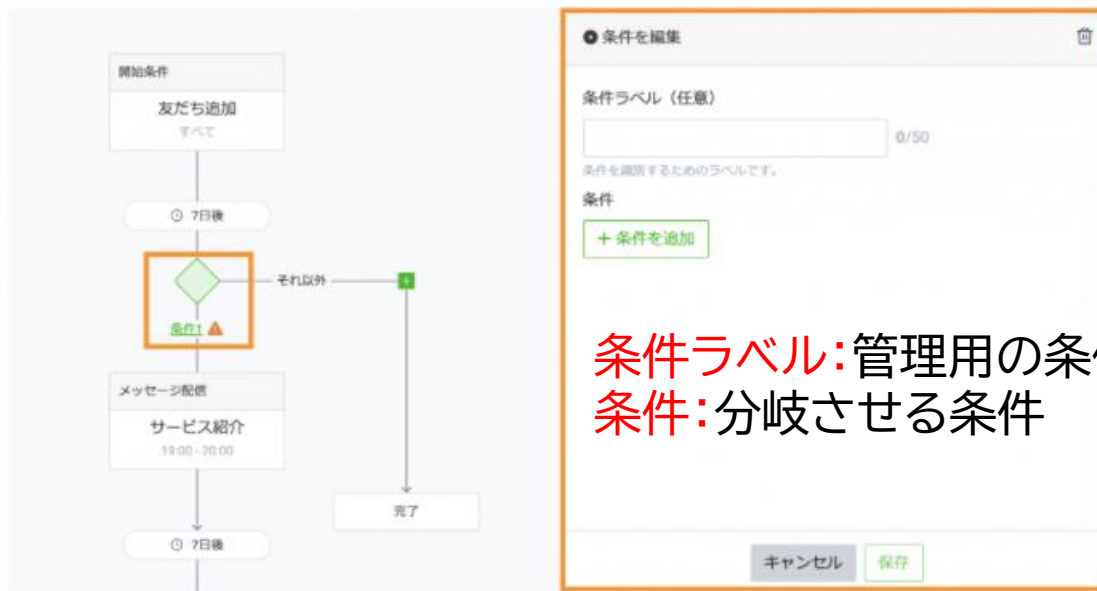 開始条件
友だち追加
すべて
7日後
それ以外
条件1
メッセージ配信
サービス紹介
19:00 - 20:00
完了
7日後
条件を編集
条件ラベル(任意)
0/50
条件を識別するためのラベルです。
条件
+ 条件を追加
条件ラベル:管理用の条
条件:分岐させる条件
キャンセル
保存